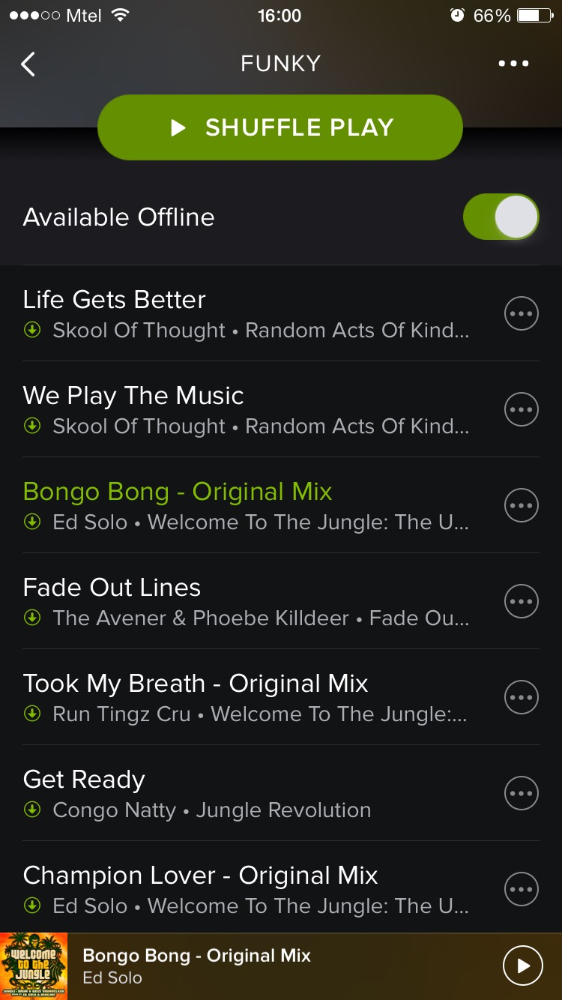 Mtel 16:00 66%
FUNKY
SHUFFLE PLAY
Available Offline
Life Gets Better
Skool Of Thought • Random Acts Of Kind...
We Play The Music
Skool Of Thought • Random Acts Of Kind...
Bongo Bong - Original Mix
Ed Solo • Welcome To The Jungle: The U...
Fade Out Lines
The Avener & Phoebe Killdeer • Fade Ou...
Took My Breath - Original Mix
Run Tingz Cru • Welcome To The Jungle:...
Get Ready
Congo Natty • Jungle Revolution
Champion Lover - Original Mix
Ed Solo • Welcome To The Jungle: The U...
WELCOME
TO THE
JUNGLE
Bongo Bong - Original Mix
Ed Solo